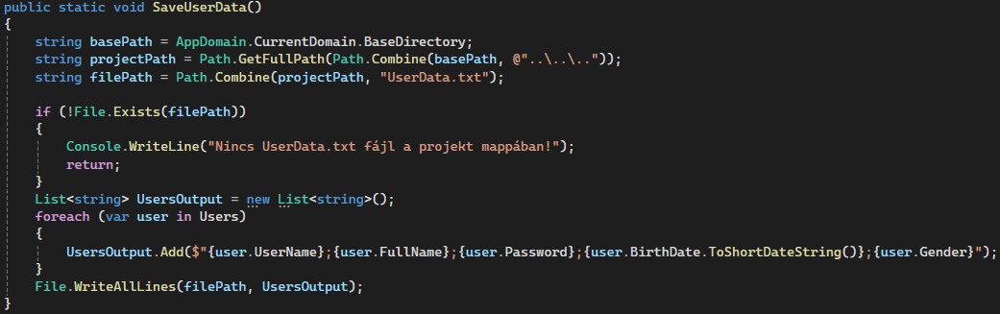 public static void SaveUserData()
{
    string basePath = AppDomain.CurrentDomain.BaseDirectory;
    string projectPath = Path.GetFullPath(Path.Combine(basePath, @"..\..\.."));
    string filePath = Path.Combine(projectPath, "UserData.txt");

    if (!File.Exists(filePath))
    {
        Console.WriteLine("Nincs UserData.txt fájl a projekt mappában!");
        return;
    }
    List<string> UsersOutput = new List<string>();
    foreach (var user in Users)
    {
        UsersOutput.Add($"{user.UserName};{user.FullName};{user.Password};{user.BirthDate.ToShortDateString()};{user.Gender}");
    }
    File.WriteAllLines(filePath, UsersOutput);
}